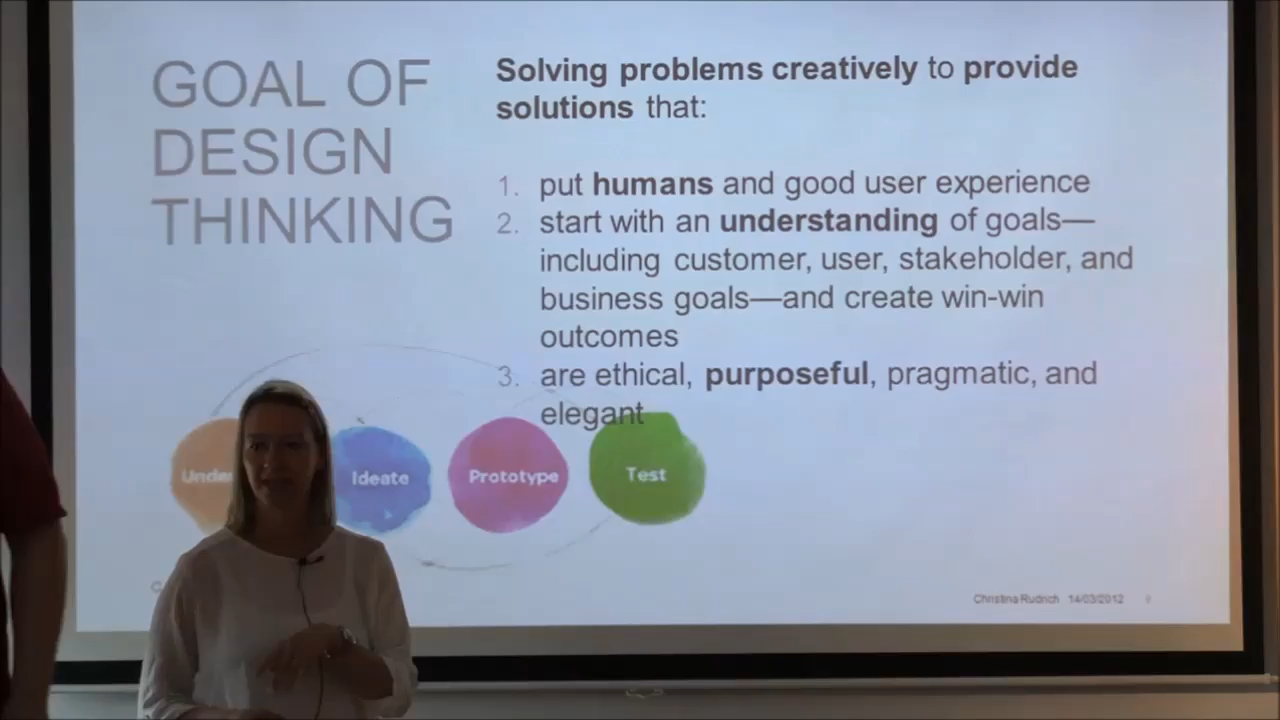 GOAL OF
DESIGN
THINKING
Solving problems creatively to provide
solutions that:
1. put humans and good user experience
2. start with an understanding of goals—
including customer, user, stakeholder, and
business goals—and create win-win
outcomes
3. are ethical, purposeful, pragmatic, and
elegant
Ideate
Prototype
Test
Christina Rudrich 14/03/2012